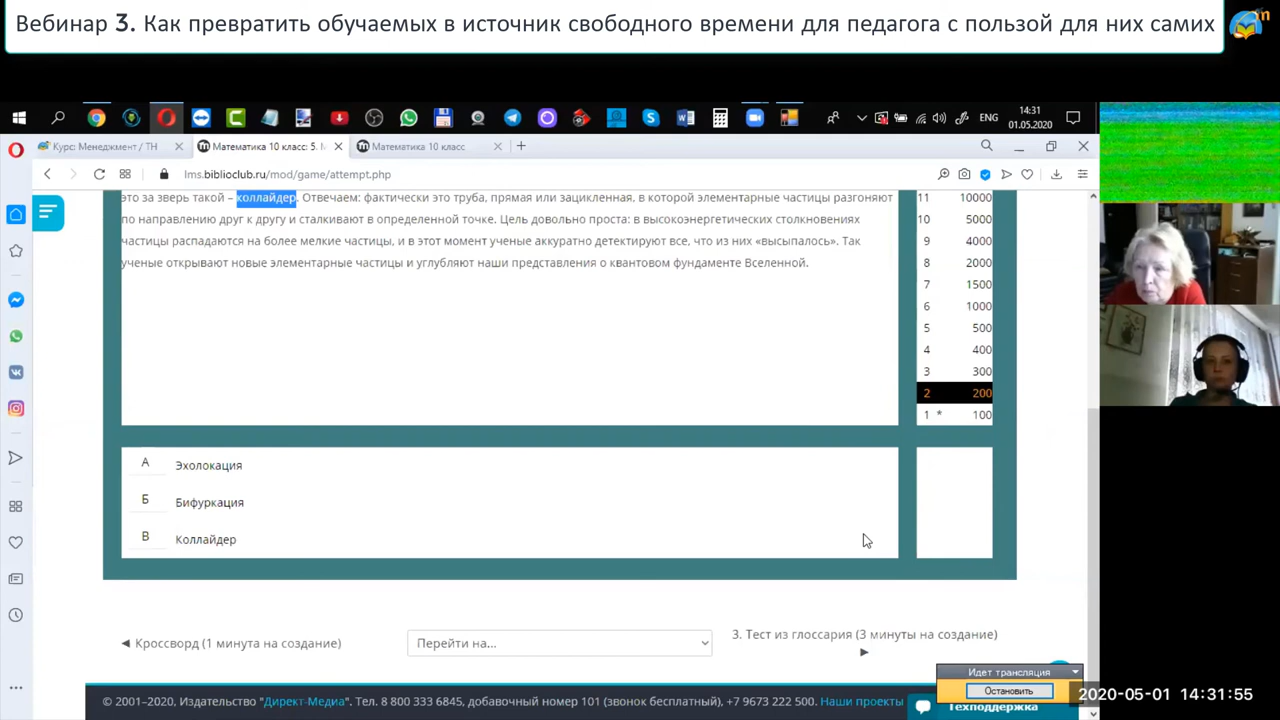 Вебинар 3. Как превратить обучаемых в источник свободного времени для педагога с пользой для них самих
14:31
ENG
01.05.2020
Курс: Менеджмент / ТН
Математика 10 класс: 5. М
Математика 10 класс
lms.biblioclub.ru/mod/game/attempt.php
это за зверь такой – коллайдер. Отвечаем: фактически это труба, прямая или зацикленная, в которой элементарные частицы разгоняют
по направлению друг к другу и сталкивают в определенной точке. Цель довольно проста: в высокоэнергетических столкновениях
частицы распадаются на более мелкие частицы, и в этот момент ученые аккуратно детектируют все, что из них «высыпалось». Так
ученые открывают новые элементарные частицы и углубляют наши представления о квантовом фундаменте Вселенной.
11 10000
10 5000
9 4000
8 2000
7 1500
6 1000
5 500
4 400
3 300
2 200
1 * 100
А Эхолокация
Б Бифуркация
В Коллайдер
◄ Кроссворд (1 минута на создание)
Перейти на...
3. Тест из глоссария (3 минуты на создание)
►
Идет трансляция
Остановить
© 2001–2020, Издательство "Директ-Медиа". Тел. 8 800 333 6845, добавочный номер 101 (звонок бесплатный), +7 9673 222 500. Наши проекты
Техподдержка
2020-05-01 14:31:55